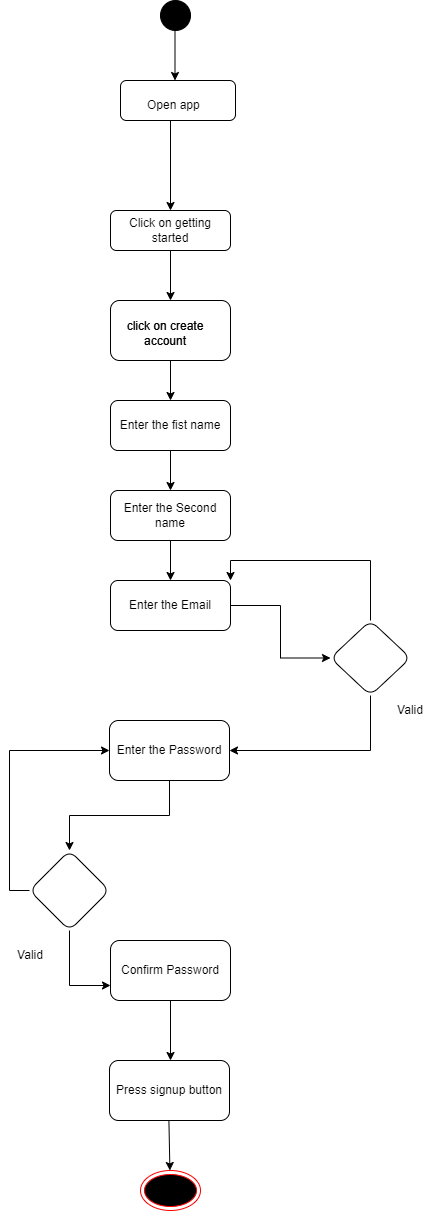 Open app
Click on getting
started
click on create
account
Enter the fist name
Enter the Second
name
Enter the Email
Valid
Enter the Password
Valid
Confirm Password
Press signup button